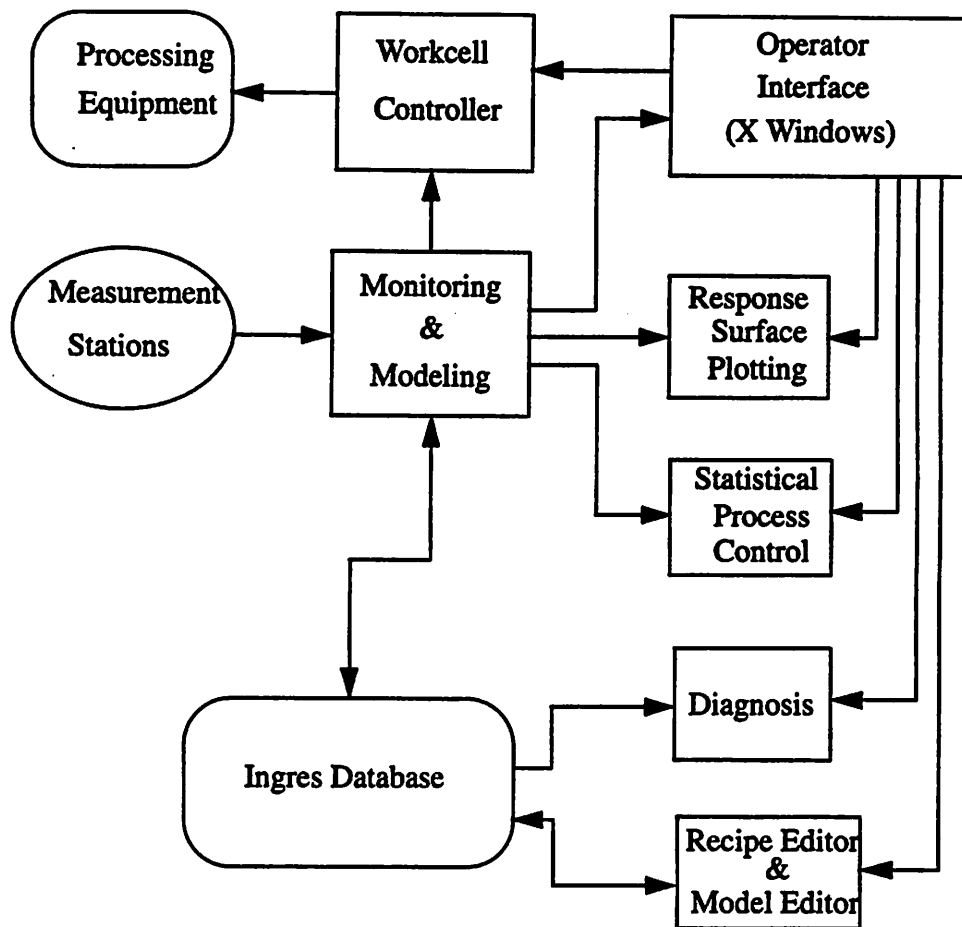 Processing
Equipment
Workcell
Controller
Operator
Interface
(X Windows)
Measurement
Stations
Monitoring
&
Modeling
Response
Surface
Plotting
Statistical
Process
Control
Diagnosis
Ingres Database
Recipe Editor
&
Model Editor